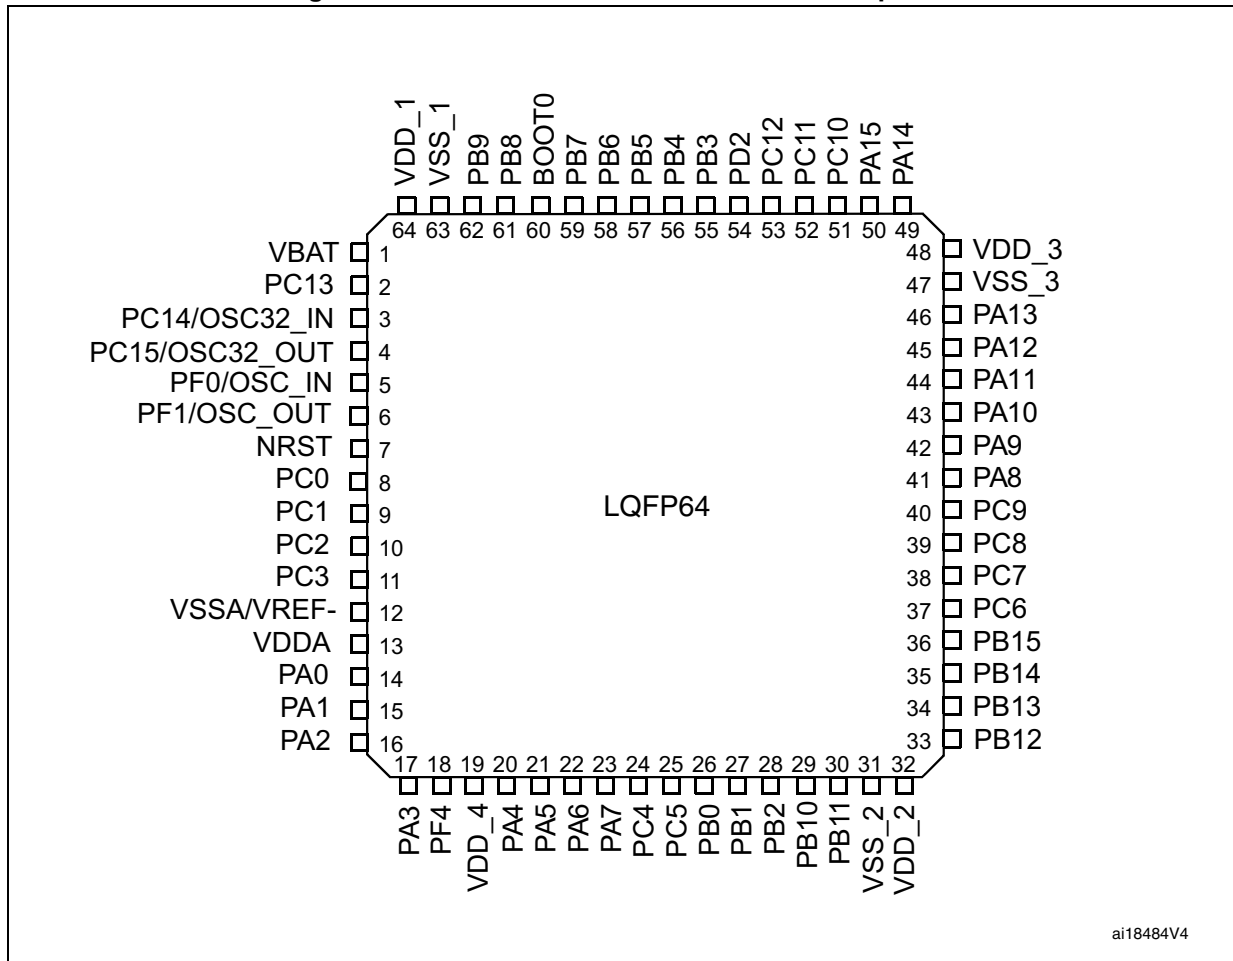 VDD_1
VSS_1
PB9
PB8
BOOT0
PB7
PB6
PB5
PB4
PB3
PD2
PC12
PC11
PC10
PA15
PA14
64 63 62 61 60 59 58 57 56 55 54 53 52 51 50 49
VBAT 1
PC13 2
PC14/OSC32_IN 3
PC15/OSC32_OUT 4
PF0/OSC_IN 5
PF1/OSC_OUT 6
NRST 7
PC0 8
PC1 9
PC2 10
PC3 11
VSSA/VREF- 12
VDDA 13
PA0 14
PA1 15
PA2 16
LQFP64
48 VDD_3
47 VSS_3
46 PA13
45 PA12
44 PA11
43 PA10
42 PA9
41 PA8
40 PC9
39 PC8
38 PC7
37 PC6
36 PB15
35 PB14
34 PB13
33 PB12
17 18 19 20 21 22 23 24 25 26 27 28 29 30 31 32
PA3
PF4
VDD_4
PA4
PA5
PA6
PA7
PC4
PC5
PB0
PB1
PB2
PB10
PB11
VSS_2
VDD_2
ai18484V4